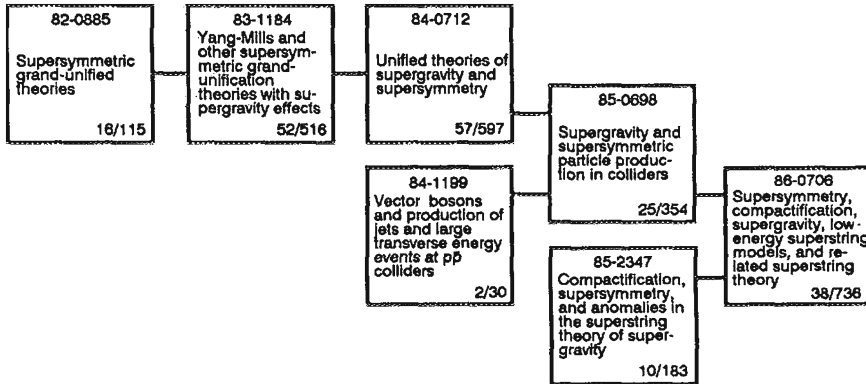 82-0885
Supersymmetric
grand-unified
theories
16/115
83-1184
Yang-Mills and
other supersym-
metric grand-
unification
theories with su-
pergravity effects
52/516
84-0712
Unified theories of
supergravity and
supersymmetry
57/597
85-0698
Supergravity and
supersymmetric
particle produc-
tion in colliders
25/354
84-1199
Vector bosons
and production of
jets and large
transverse energy
events at pp̄
colliders
2/30
86-0706
Supersymmetry,
compactification,
supergravity, low-
energy superstring
models, and re-
lated superstring
theory
38/736
85-2347
Compactification,
supersymmetry,
and anomalies in
the superstring
theory of super-
gravity
10/183